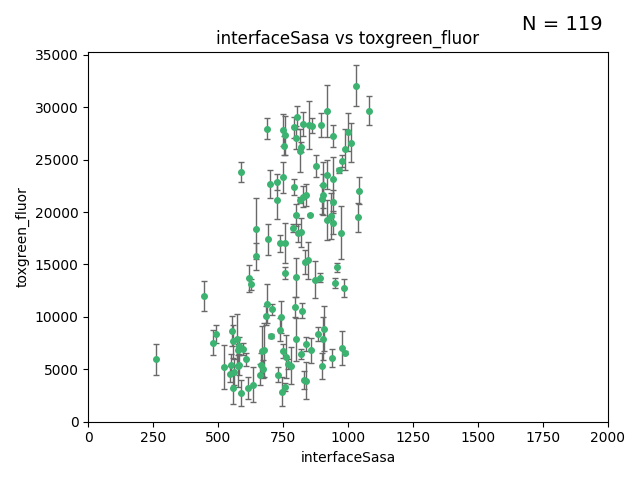 N = 119
interfaceSasa vs toxgreen_fluor
35000
30000
25000
20000
15000
10000
5000
0
toxgreen_fluor
0 250 500 750 1000 1250 1500 1750 2000
interfaceSasa